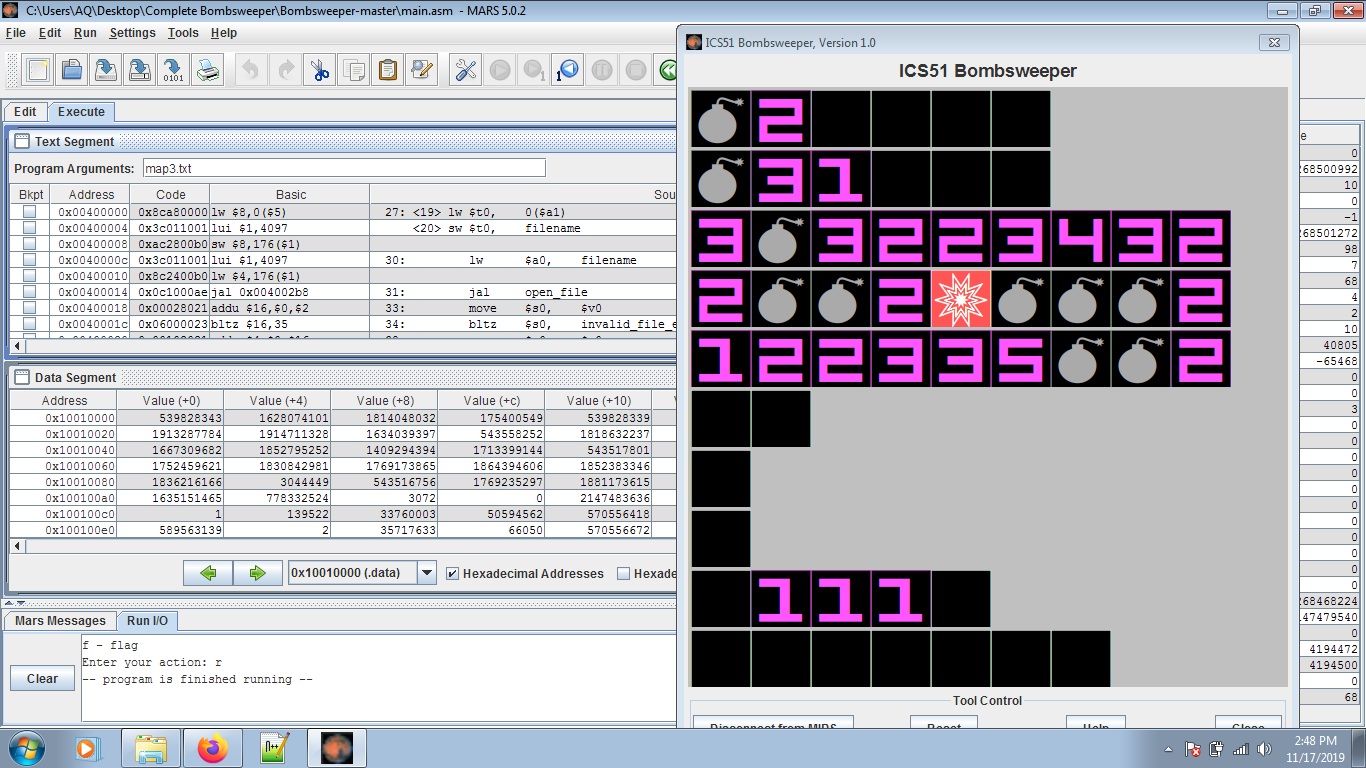 C:\Users\AQ\Desktop\Complete Bombsweeper\Bombsweeper-master\main.asm - MARS 5.0.2
File Edit Run Settings Tools Help
Edit Execute
Text Segment
Program Arguments: map3.txt
Bkpt Address Code Basic Sou
0x00400000 0x8ca80000 lw $8,0($5) 27: <19> lw $t0, 0($a1)
0x00400004 0x3c011001 lui $1,4097 <20> sw $t0, filename
0x00400008 0xac2800b0 sw $8,176($1)
0x0040000c 0x3c011001 lui $1,4097 30: lw $a0, filename
0x00400010 0x8c2400b0 lw $4,176($1)
0x00400014 0x0c1000ae jal 0x004002b8 31: jal open_file
0x00400018 0x00028021 addu $16,$0,$2 33: move $s0, $v0
0x0040001c 0x06000023 bltz $16,35 34: bltz $s0, invalid_file_e
Data Segment
Address Value (+0) Value (+4) Value (+8) Value (+c) Value (+10)
0x10010000 539828343 1628074101 1814048032 175400549 539828339
0x10010020 1913287784 1914711328 1634039397 543558252 1818632237
0x10010040 1667309682 1852795252 1409294394 1713399144 543517801
0x10010060 1752459621 1830842981 1769173865 1864394606 1852383346
0x10010080 1836216166 3044449 543516756 1769235297 1881173615
0x100100a0 1635151465 778332524 3072 0 2147483636
0x100100c0 1 139522 33760003 50594562 570556418
0x100100e0 589563139 2 35717633 66050 570556672
0x10010000 (.data) Hexadecimal Addresses Hexade
Mars Messages Run I/O
f - flag
Enter your action: r
-- program is finished running --
Clear
ICS51 Bombsweeper, Version 1.0
ICS51 Bombsweeper
2
3 1
3 3 2 2 3 4 3 2
2 2 2
1 2 2 3 3 5 2
1 1 1
Tool Control
Disconnect from MIPS Reset Help Close
e
0
268500992
10
0
-1
268501272
98
7
68
4
2
10
40805
-65468
0
0
3
0
0
0
0
0
0
0
0
0
0
0
268468224
147479540
0
4194472
4194500
0
68
2:48 PM
11/17/2019